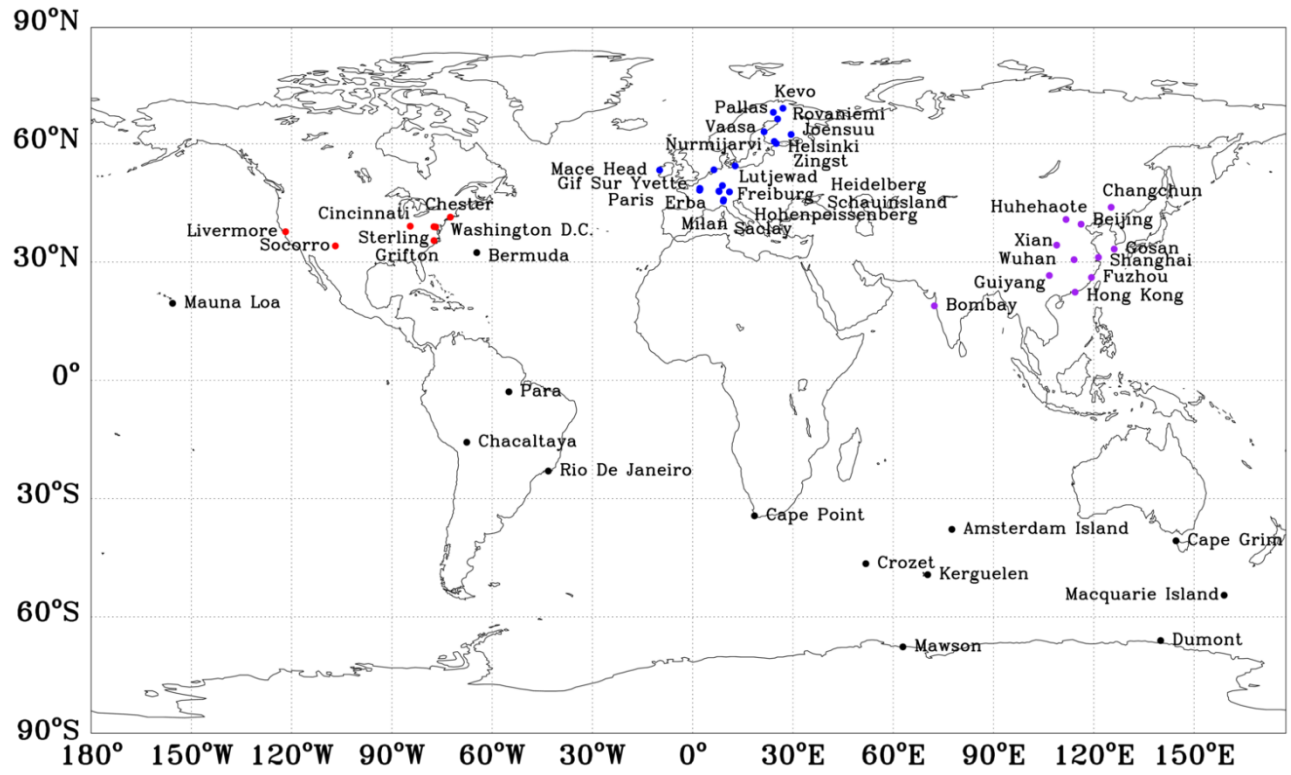 90°N
Kevo
Pallas
Rovaniemi
Vaasa
Joensuu
60°N
Nurmijarvi
Helsinki
Zingst
Mace Head
Lutjewad
Gif Sur Yvette
Heidelberg
Paris
Erba
Freiburg
Schauinsland
Hohenpeissenberg
Milan
Saclay
Changchun
Huhehaote
Beijing
Cincinnati
Chester
Livermore
Sterling
Washington D.C.
Socorro
Grifton
Bermuda
Xian
Gosan
Wuhan
Shanghai
30°N
Guiyang
Fuzhou
Hong Kong
Mauna Loa
Bombay
0°
Para
Chacaltaya
Rio De Janeiro
30°S
Cape Point
Amsterdam Island
Cape Grim
Crozet
Kerguelen
Macquarie Island
60°S
Mawson
Dumont
90°S
180° 150°W 120°W 90°W 60°W 30°W 0° 30°E 60°E 90°E 120°E 150°E